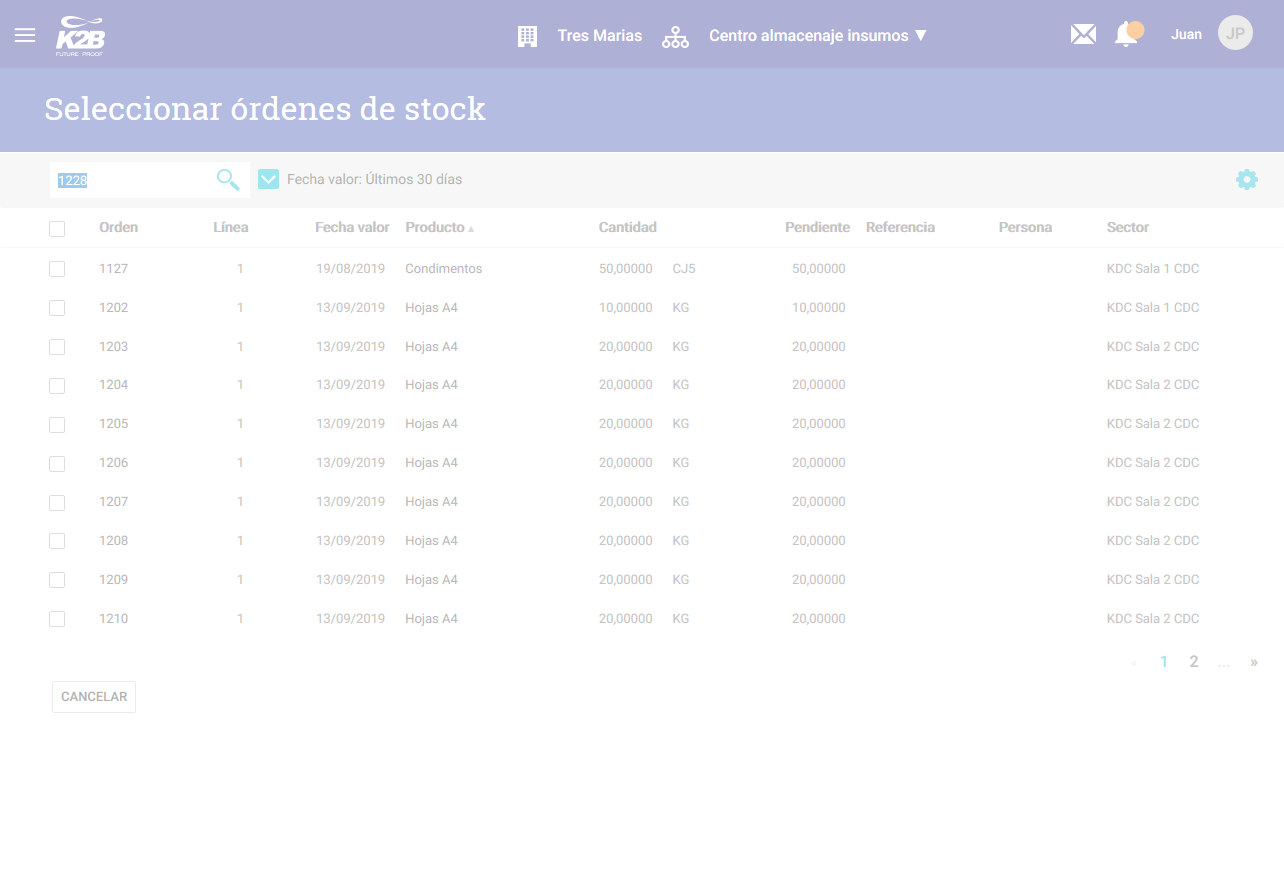 K2B
FUTURE PROOF
Tres Marias
Centro almacenaje insumos ▼
Juan
JP
Seleccionar órdenes de stock
1228
Fecha valor: Últimos 30 días
Orden Línea Fecha valor Producto ▴ Cantidad Pendiente Referencia Persona Sector
1127 1 19/08/2019 Condimentos 50,00000 CJ5 50,00000 KDC Sala 1 CDC
1202 1 13/09/2019 Hojas A4 10,00000 KG 10,00000 KDC Sala 1 CDC
1203 1 13/09/2019 Hojas A4 20,00000 KG 20,00000 KDC Sala 2 CDC
1204 1 13/09/2019 Hojas A4 20,00000 KG 20,00000 KDC Sala 2 CDC
1205 1 13/09/2019 Hojas A4 20,00000 KG 20,00000 KDC Sala 2 CDC
1206 1 13/09/2019 Hojas A4 20,00000 KG 20,00000 KDC Sala 2 CDC
1207 1 13/09/2019 Hojas A4 20,00000 KG 20,00000 KDC Sala 2 CDC
1208 1 13/09/2019 Hojas A4 20,00000 KG 20,00000 KDC Sala 2 CDC
1209 1 13/09/2019 Hojas A4 20,00000 KG 20,00000 KDC Sala 2 CDC
1210 1 13/09/2019 Hojas A4 20,00000 KG 20,00000 KDC Sala 2 CDC
« 1 2 ... »
CANCELAR